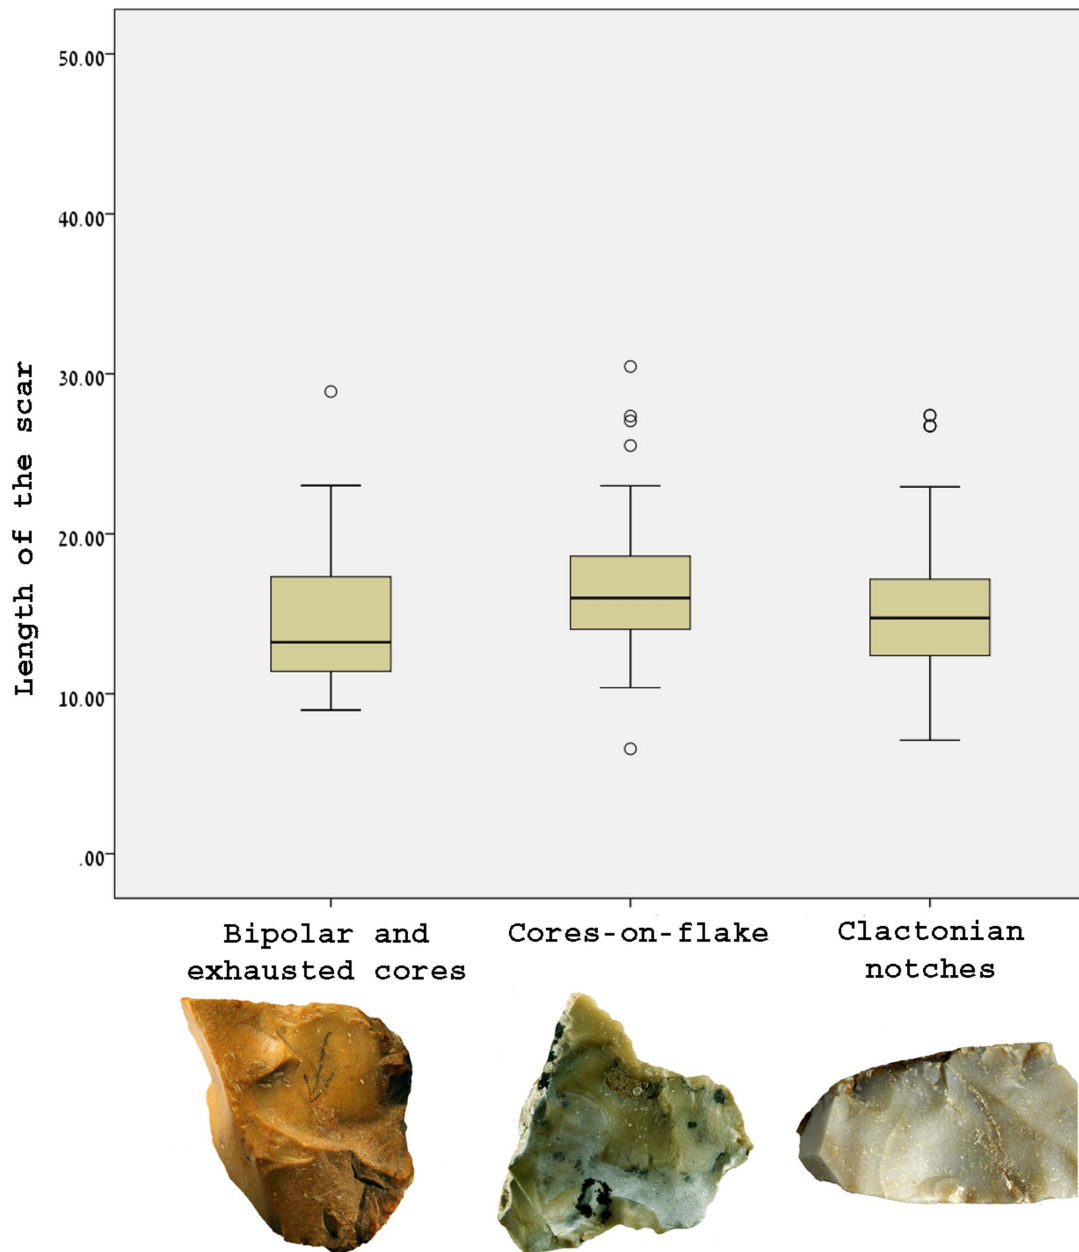 50.00
40.00
30.00
20.00
10.00
.00
Length of the scar
Bipolar and
exhausted cores
Cores-on-flake
Clactonian
notches